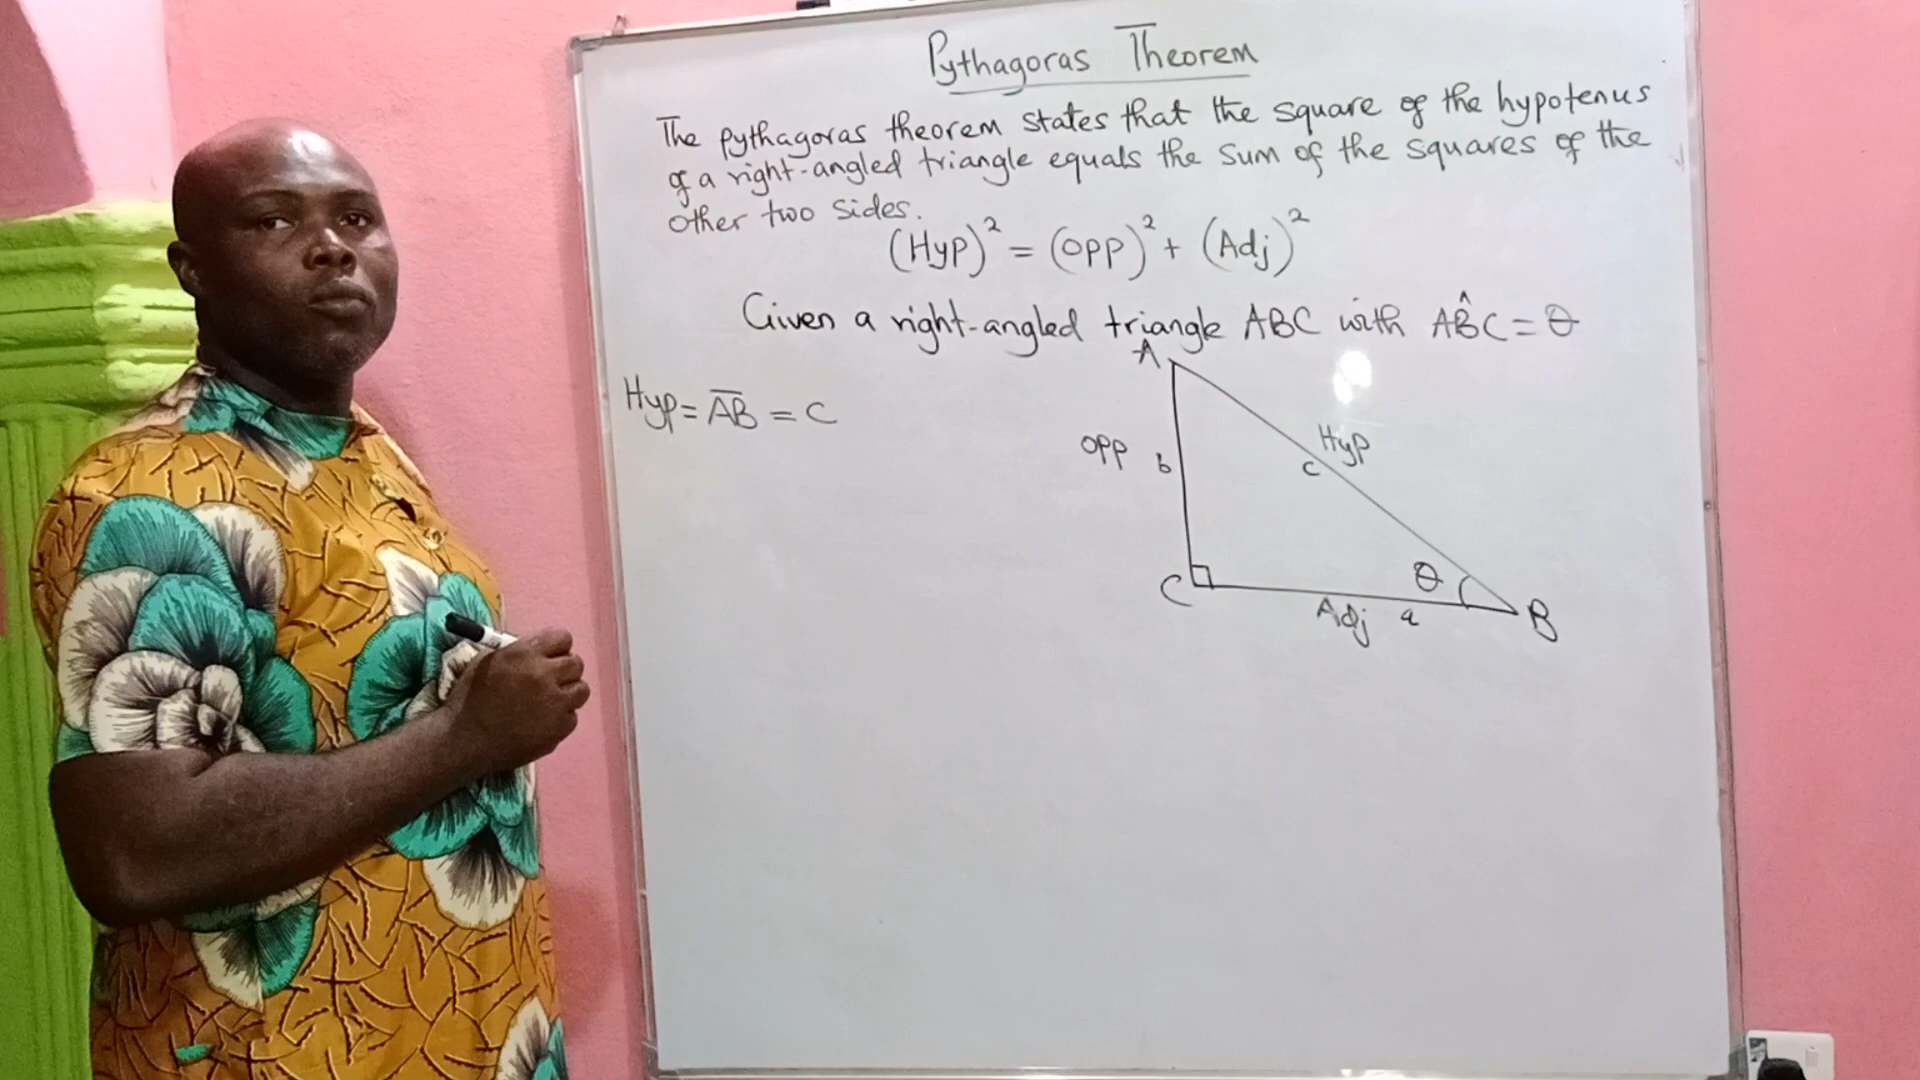 Pythagoras Theorem
The pythagoras theorem states that the square of the hypotenus
of a right-angled triangle equals the sum of the squares of the
other two sides.
(Hyp)² = (opp)² + (Adj)²
Given a right-angled triangle ABC with AB̂C = θ
A
Hyp = A̅B̅ = C
Hyp
opp b
c
θ
C
Adj a
B